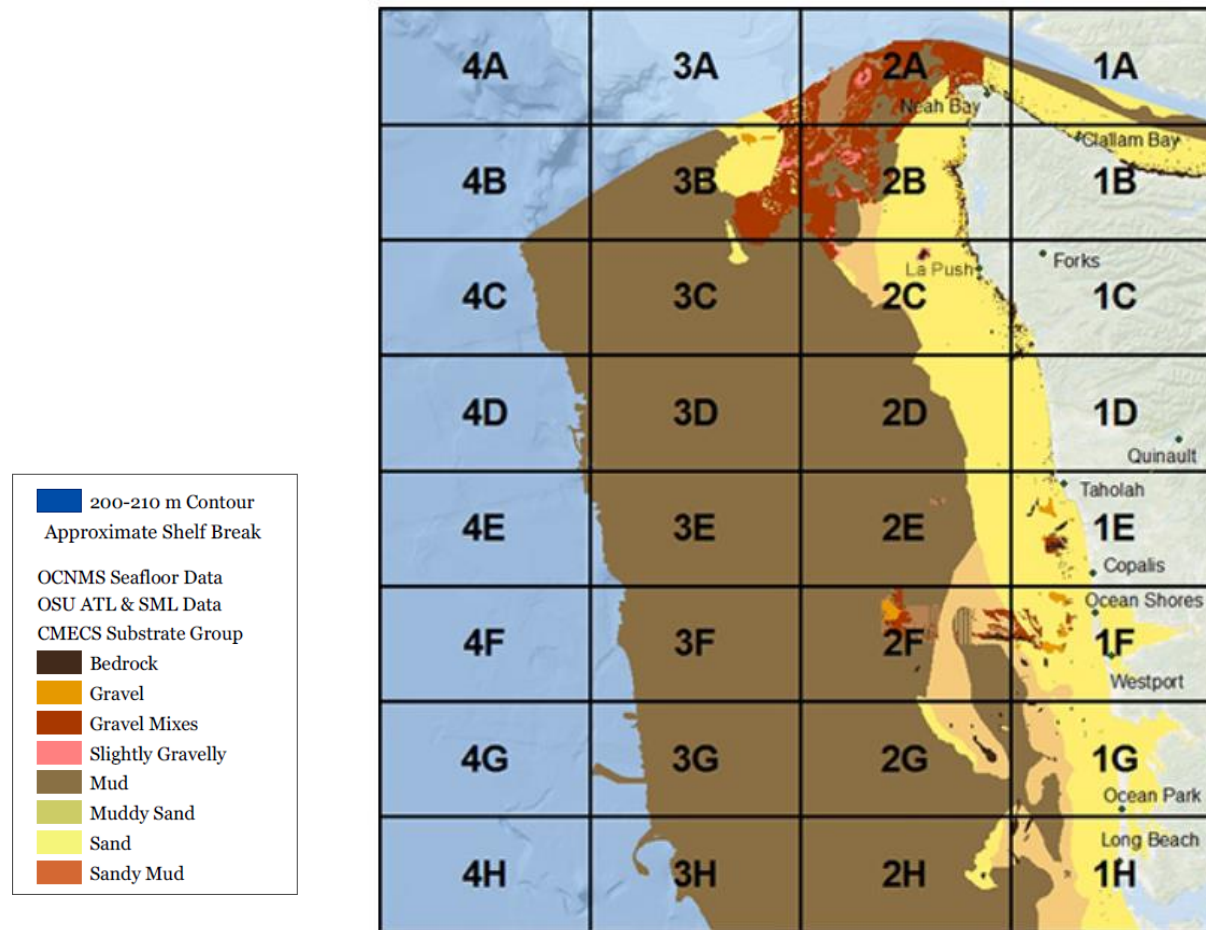 4A 3A 2A 1A
Neah Bay
Clallam Bay
4B 3B 2B 1B
Forks
La Push
4C 3C 2C 1C
4D 3D 2D 1D
Quinault
Taholah
4E 3E 2E 1E
Copalis
Ocean Shores
4F 3F 2F 1F
Westport
4G 3G 2G 1G
Ocean Park
Long Beach
4H 3H 2H 1H
200-210 m Contour
Approximate Shelf Break
OCNMS Seafloor Data
OSU ATL & SML Data
CMECS Substrate Group
Bedrock
Gravel
Gravel Mixes
Slightly Gravelly
Mud
Muddy Sand
Sand
Sandy Mud